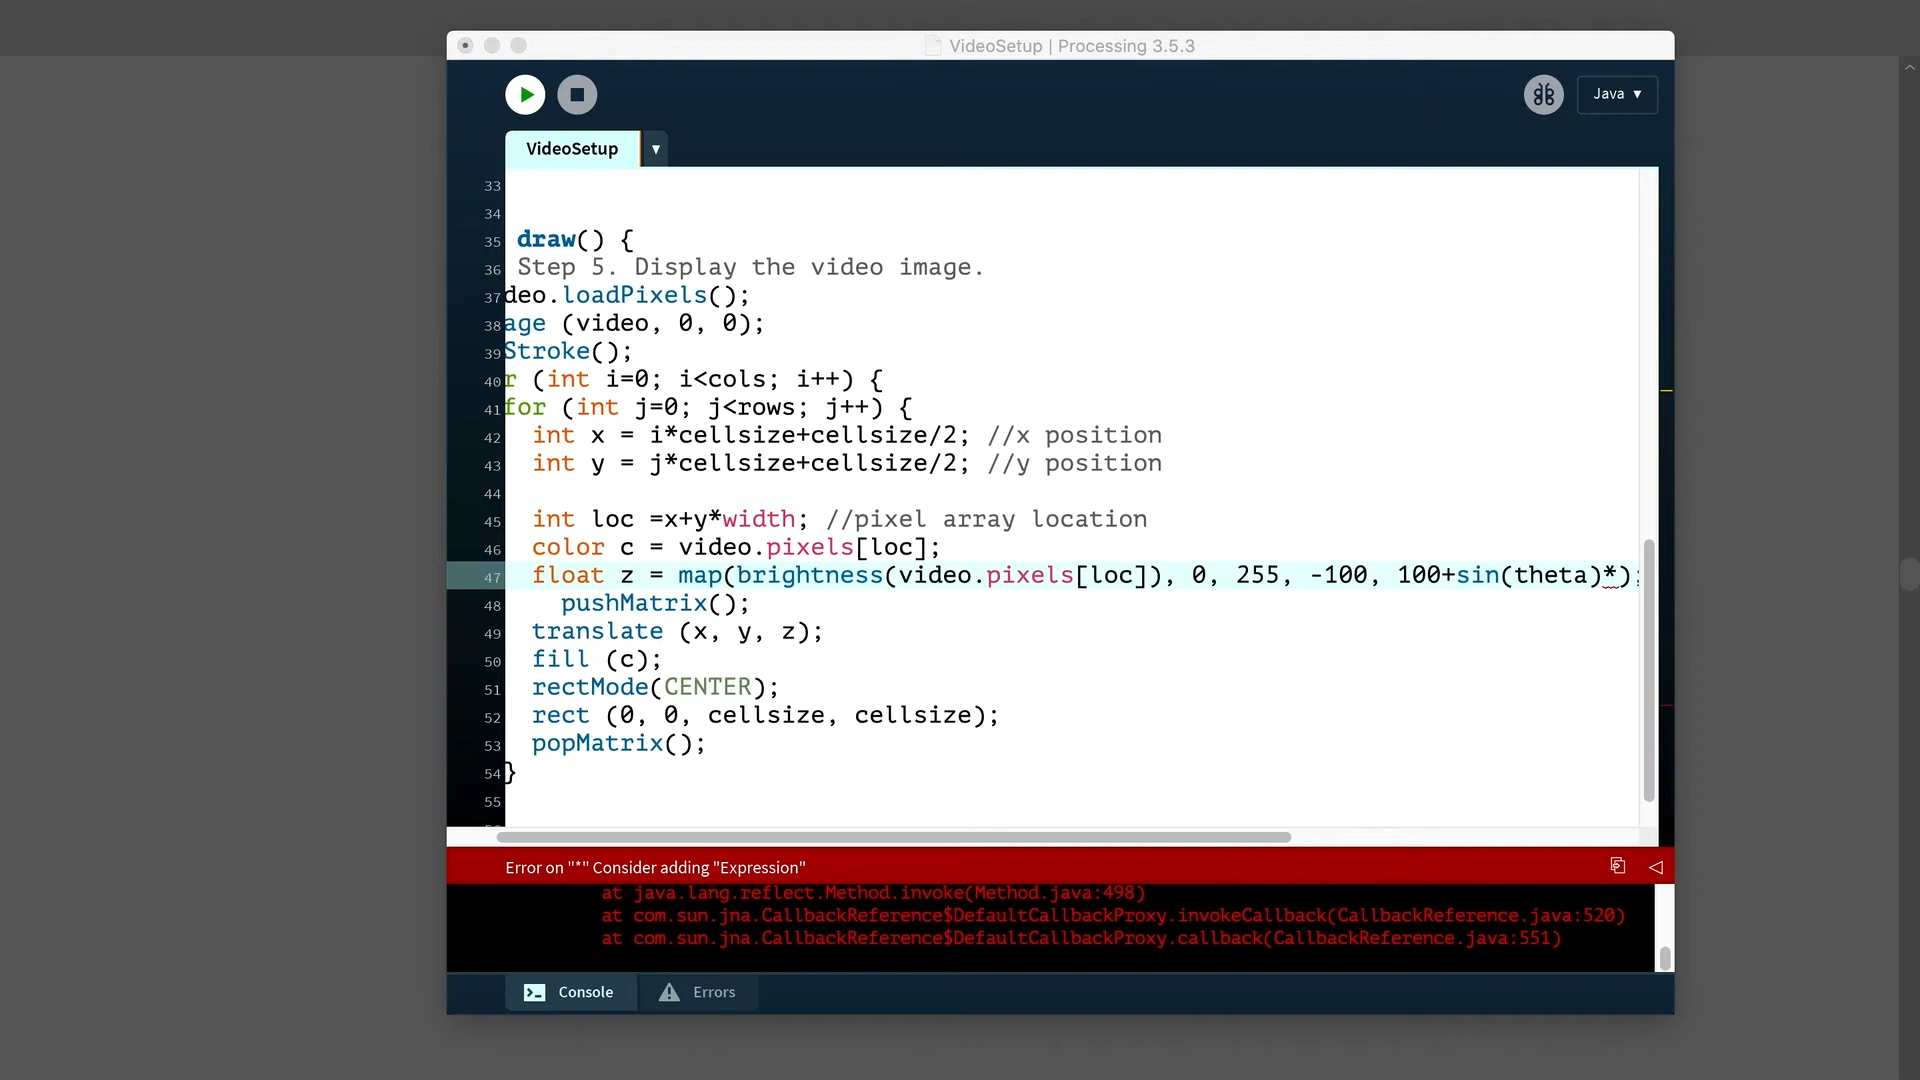 VideoSetup | Processing 3.5.3
Java ▼
VideoSetup ▼
33
34
35 draw() {
36 Step 5. Display the video image.
37 deo.loadPixels();
38 age (video, 0, 0);
39 Stroke();
40 r (int i=0; i<cols; i++) {
41 for (int j=0; j<rows; j++) {
42 int x = i*cellsize+cellsize/2; //x position
43 int y = j*cellsize+cellsize/2; //y position
44
45 int loc =x+y*width; //pixel array location
46 color c = video.pixels[loc];
47 float z = map(brightness(video.pixels[loc]), 0, 255, -100, 100+sin(theta)*);
48 pushMatrix();
49 translate (x, y, z);
50 fill (c);
51 rectMode(CENTER);
52 rect (0, 0, cellsize, cellsize);
53 popMatrix();
54 }
55
Error on "*" Consider adding "Expression"
at java.lang.reflect.Method.invoke(Method.java:498)
at com.sun.jna.CallbackReference$DefaultCallbackProxy.invokeCallback(CallbackReference.java:520)
at com.sun.jna.CallbackReference$DefaultCallbackProxy.callback(CallbackReference.java:551)
Console
Errors